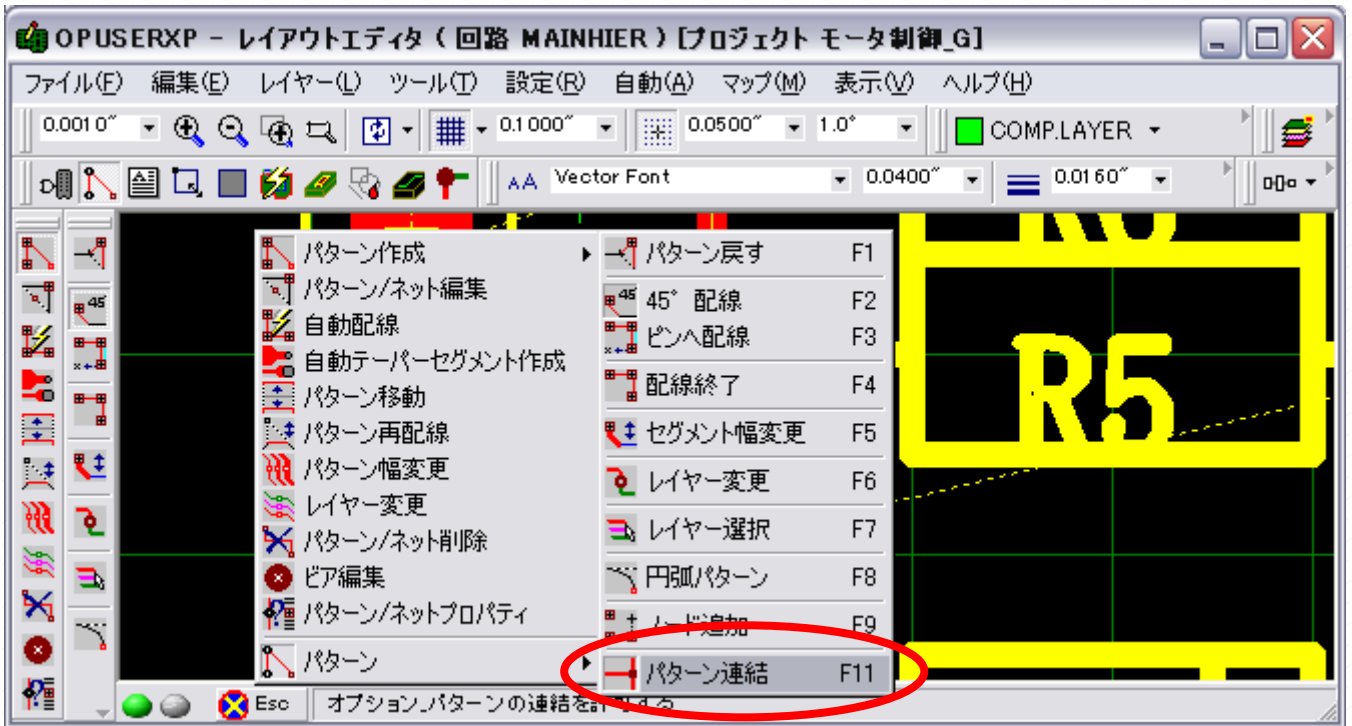 OPUSERXP - レイアウトエディタ ( 回路 MAINHIER ) [プロジェクト モータ制御_G]
ファイル(F) 編集(E) レイヤー(L) ツール(T) 設定(R) 自動(A) マップ(M) 表示(V) ヘルプ(H)
0.0010" 0.1000" 0.0500" 1.0° COMP.LAYER
Vector Font 0.0400" 0.0160"
パターン作成
パターン/ネット編集
自動配線
自動テーパーセグメント作成
パターン移動
パターン再配線
パターン幅変更
レイヤー変更
パターン/ネット削除
ビア編集
パターン/ネットプロパティ
パターン
パターン戻す F1
45° 配線 F2
ピンへ配線 F3
配線終了 F4
セグメント幅変更 F5
レイヤー変更 F6
レイヤー選択 F7
円弧パターン F8
ノード追加 F9
パターン連結 F11
45
R5
Esc オプション_パターンの連結を許可する